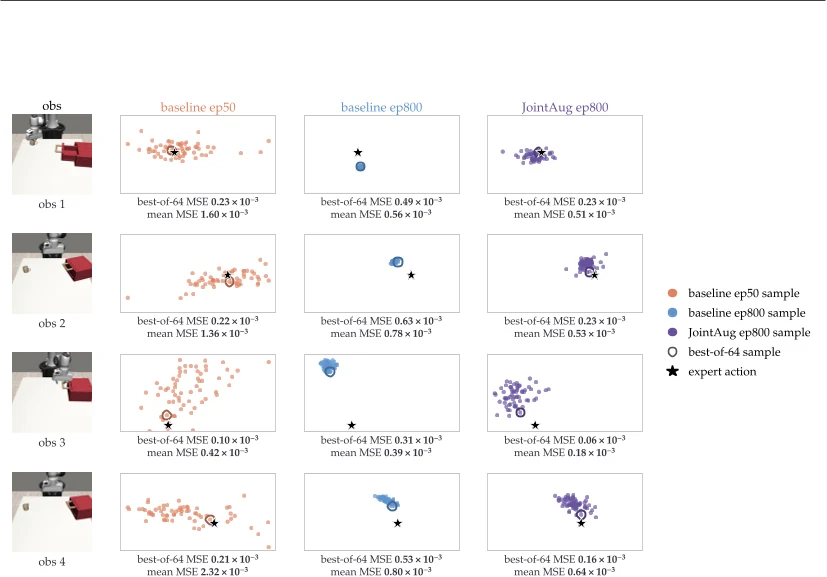 obs
baseline ep50
baseline ep800
JointAug ep800
obs 1
best-of-64 MSE 0.23 × 10⁻³
mean MSE 1.60 × 10⁻³
best-of-64 MSE 0.49 × 10⁻³
mean MSE 0.56 × 10⁻³
best-of-64 MSE 0.23 × 10⁻³
mean MSE 0.51 × 10⁻³
obs 2
best-of-64 MSE 0.22 × 10⁻³
mean MSE 1.36 × 10⁻³
best-of-64 MSE 0.63 × 10⁻³
mean MSE 0.78 × 10⁻³
best-of-64 MSE 0.23 × 10⁻³
mean MSE 0.53 × 10⁻³
obs 3
best-of-64 MSE 0.10 × 10⁻³
mean MSE 0.42 × 10⁻³
best-of-64 MSE 0.31 × 10⁻³
mean MSE 0.39 × 10⁻³
best-of-64 MSE 0.06 × 10⁻³
mean MSE 0.18 × 10⁻³
obs 4
best-of-64 MSE 0.21 × 10⁻³
mean MSE 2.32 × 10⁻³
best-of-64 MSE 0.53 × 10⁻³
mean MSE 0.80 × 10⁻³
best-of-64 MSE 0.16 × 10⁻³
mean MSE 0.64 × 10⁻³
baseline ep50 sample
baseline ep800 sample
JointAug ep800 sample
best-of-64 sample
expert action